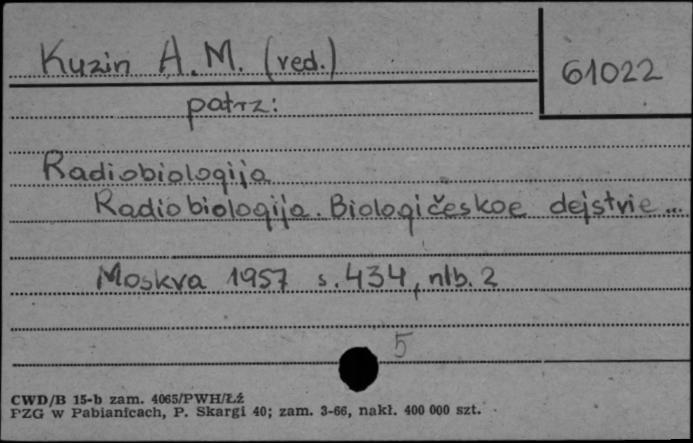 Kuzin A.M. (red.)
61022
patrz:
Radiobiologija
Radiobiologija. Biologičeskoe dejstvie...
Moskva 1957 s. 434, nlb. 2
5
CWD/B 15-b zam. 4065/PWH/Łź
PZG w Pabianicach, P. Skargi 40; zam. 3-66, nakł. 400 000 szt.